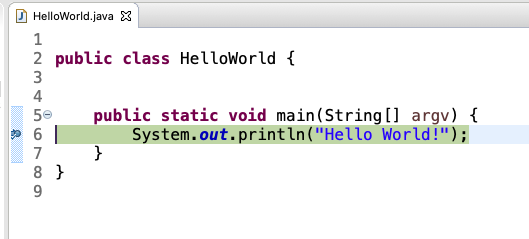 HelloWorld.java
1
2 public class HelloWorld {
3
4
5 public static void main(String[] argv) {
6 System.out.println("Hello World!");
7 }
8 }
9